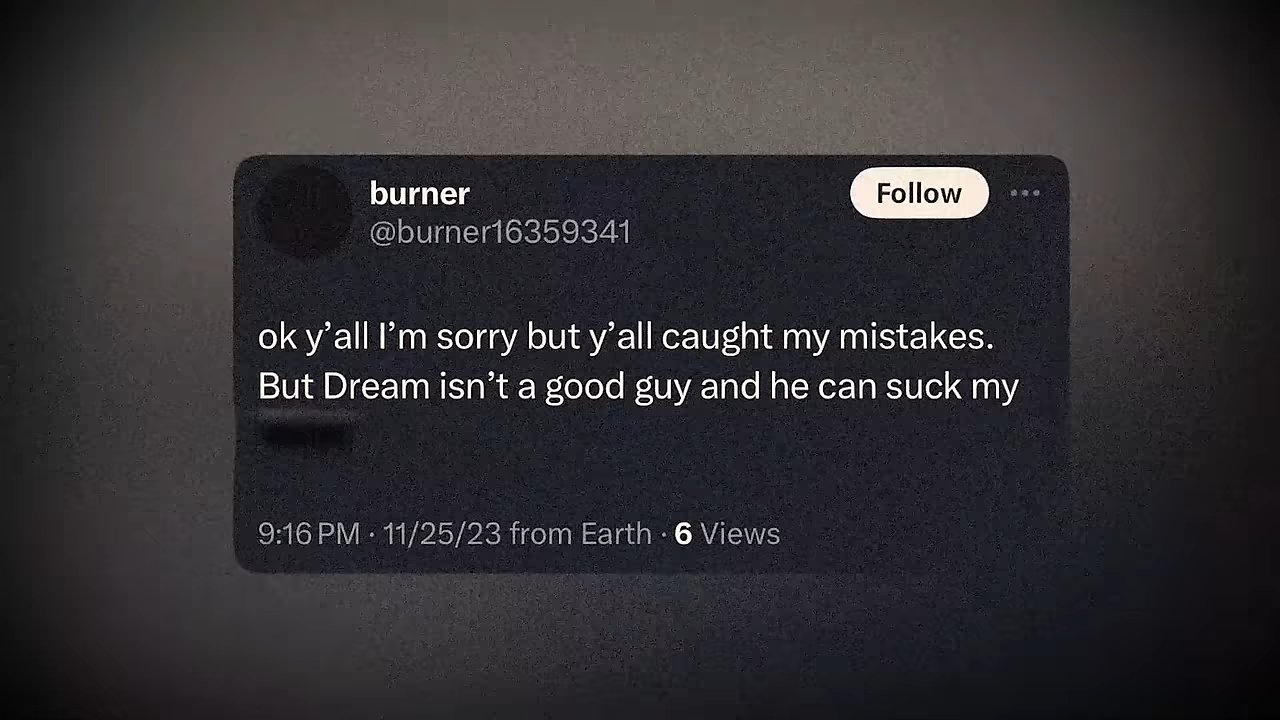 burner
Follow
@burner16359341
ok y’all I’m sorry but y’all caught my mistakes.
But Dream isn’t a good guy and he can suck my
9:16 PM · 11/25/23 from Earth · 6 Views